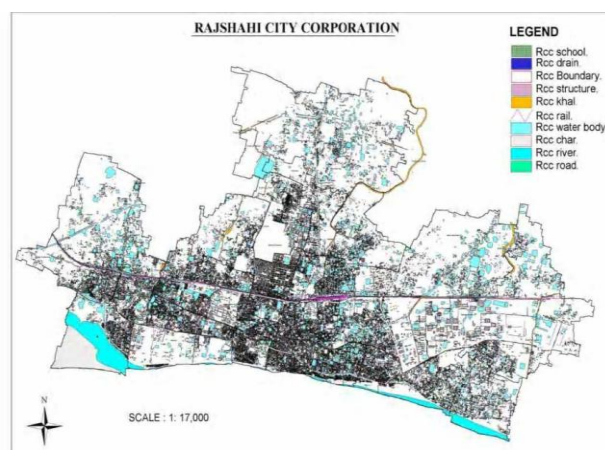 RAJSHAHI CITY CORPORATION
LEGEND
Rcc school.
Rcc drain.
Rcc Boundary.
Rcc structure.
Rcc khal.
Rcc rail.
Rcc water body
Rcc char.
Rcc river.
Rcc road.
N
SCALE : 1: 17,000